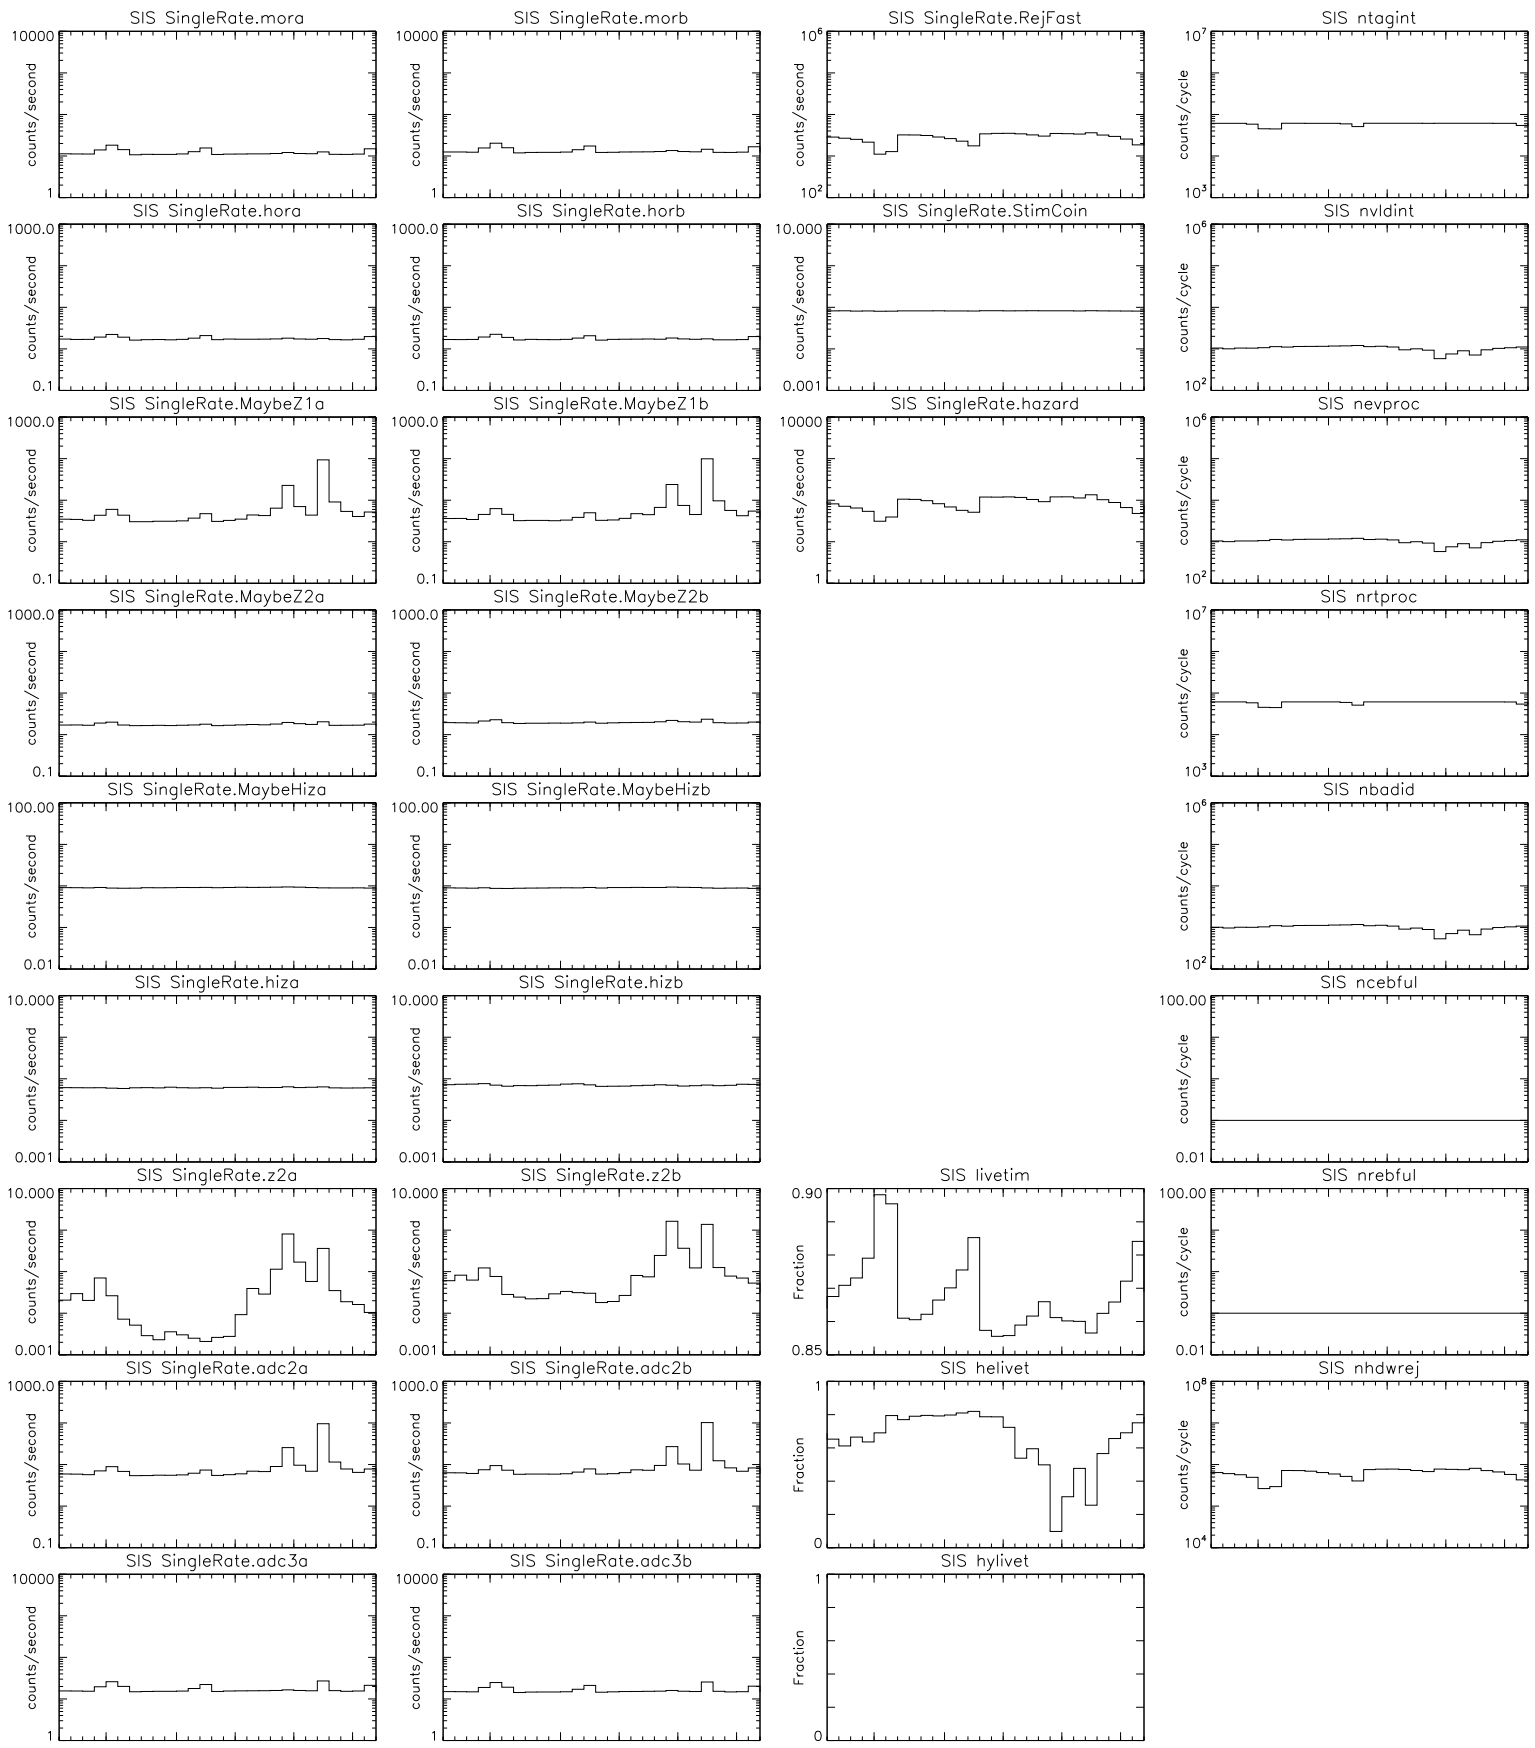 SIS SingleRate.mora
10000
counts/second
1
SIS SingleRate.morb
10000
counts/second
1
SIS SingleRate.RejFast
10⁶
counts/second
10²
SIS ntagint
10⁷
counts/cycle
10³
SIS SingleRate.hora
1000.0
counts/second
0.1
SIS SingleRate.horb
1000.0
counts/second
0.1
SIS SingleRate.StimCoin
10.000
counts/second
0.001
SIS nvldint
10⁶
counts/cycle
10²
SIS SingleRate.MaybeZ1a
1000.0
counts/second
0.1
SIS SingleRate.MaybeZ1b
1000.0
counts/second
0.1
SIS SingleRate.hazard
10000
counts/second
1
SIS nevproc
10⁶
counts/cycle
10²
SIS SingleRate.MaybeZ2a
1000.0
counts/second
0.1
SIS SingleRate.MaybeZ2b
1000.0
counts/second
0.1
SIS nrtproc
10⁷
counts/cycle
10³
SIS SingleRate.MaybeHiza
100.00
counts/second
0.01
SIS SingleRate.MaybeHizb
100.00
counts/second
0.01
SIS nbadid
10⁶
counts/cycle
10²
SIS SingleRate.hiza
10.000
counts/second
0.001
SIS SingleRate.hizb
10.000
counts/second
0.001
SIS ncebful
100.00
counts/cycle
0.01
SIS SingleRate.z2a
10.000
counts/second
0.001
SIS SingleRate.z2b
10.000
counts/second
0.001
SIS livetim
0.90
Fraction
0.85
SIS nrebful
100.00
counts/cycle
0.01
SIS SingleRate.adc2a
1000.0
counts/second
0.1
SIS SingleRate.adc2b
1000.0
counts/second
0.1
SIS helivet
1
Fraction
0
SIS nhdwrej
10⁸
counts/cycle
10⁴
SIS SingleRate.adc3a
10000
counts/second
1
SIS SingleRate.adc3b
10000
counts/second
1
SIS hylivet
1
Fraction
0